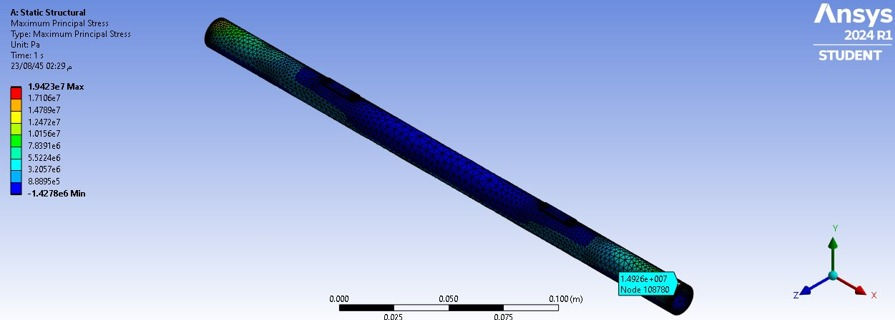 A: Static Structural
Maximum Principal Stress
Type: Maximum Principal Stress
Unit: Pa
Time: 1 s
23/08/45 02:29 م
1.9423e7 Max
1.7106e7
1.4789e7
1.2472e7
1.0156e7
7.8391e6
5.5224e6
3.2057e6
8.8895e5
-1.4278e6 Min
Ansys
2024 R1
STUDENT
1.4926e+007
Node 108780
0.000
0.050
0.100 (m)
0.025
0.075
Y
Z
X